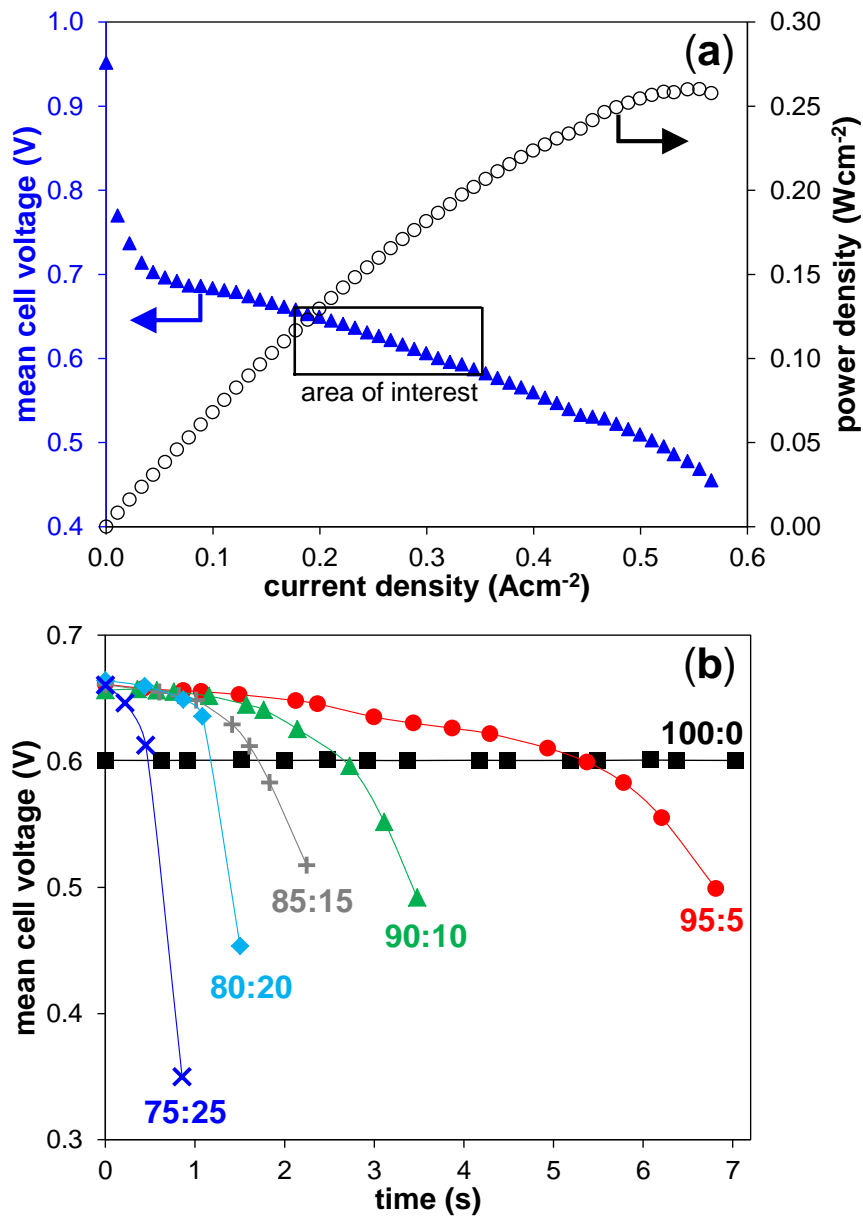 (a)
mean cell voltage (V)
1.0
0.9
0.8
0.7
0.6
0.5
0.4
0.30
0.25
0.20
0.15
0.10
0.05
0.00
power density (Wcm-2)
area of interest
0.0 0.1 0.2 0.3 0.4 0.5 0.6
current density (Acm-2)
(b)
mean cell voltage (V)
0.7
0.6
0.5
0.4
0.3
100:0
95:5
90:10
85:15
80:20
75:25
0 1 2 3 4 5 6 7
time (s)